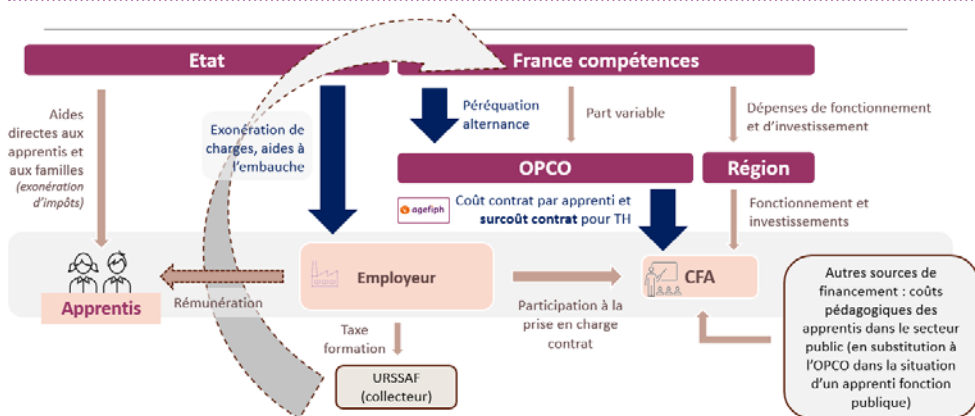 Etat
France compétences
Aides
directes aux
apprentis et
aux familles
(exonération
d'impôts)
Exonération de
charges, aides à
l'embauche
Péréquation
alternance
Part variable
Dépenses de fonctionnement
et d'investissement
OPCO
Région
agefiph
Coût contrat par apprenti et
surcoût contrat pour TH
Fonctionnement et
investissements
Apprentis
Rémunération
Employeur
Participation à la
prise en charge
contrat
CFA
Taxe
formation
URSSAF
(collecteur)
Autres sources de
financement : coûts
pédagogiques des
apprentis dans le secteur
public (en substitution à
l'OPCO dans la situation
d'un apprenti fonction
publique)